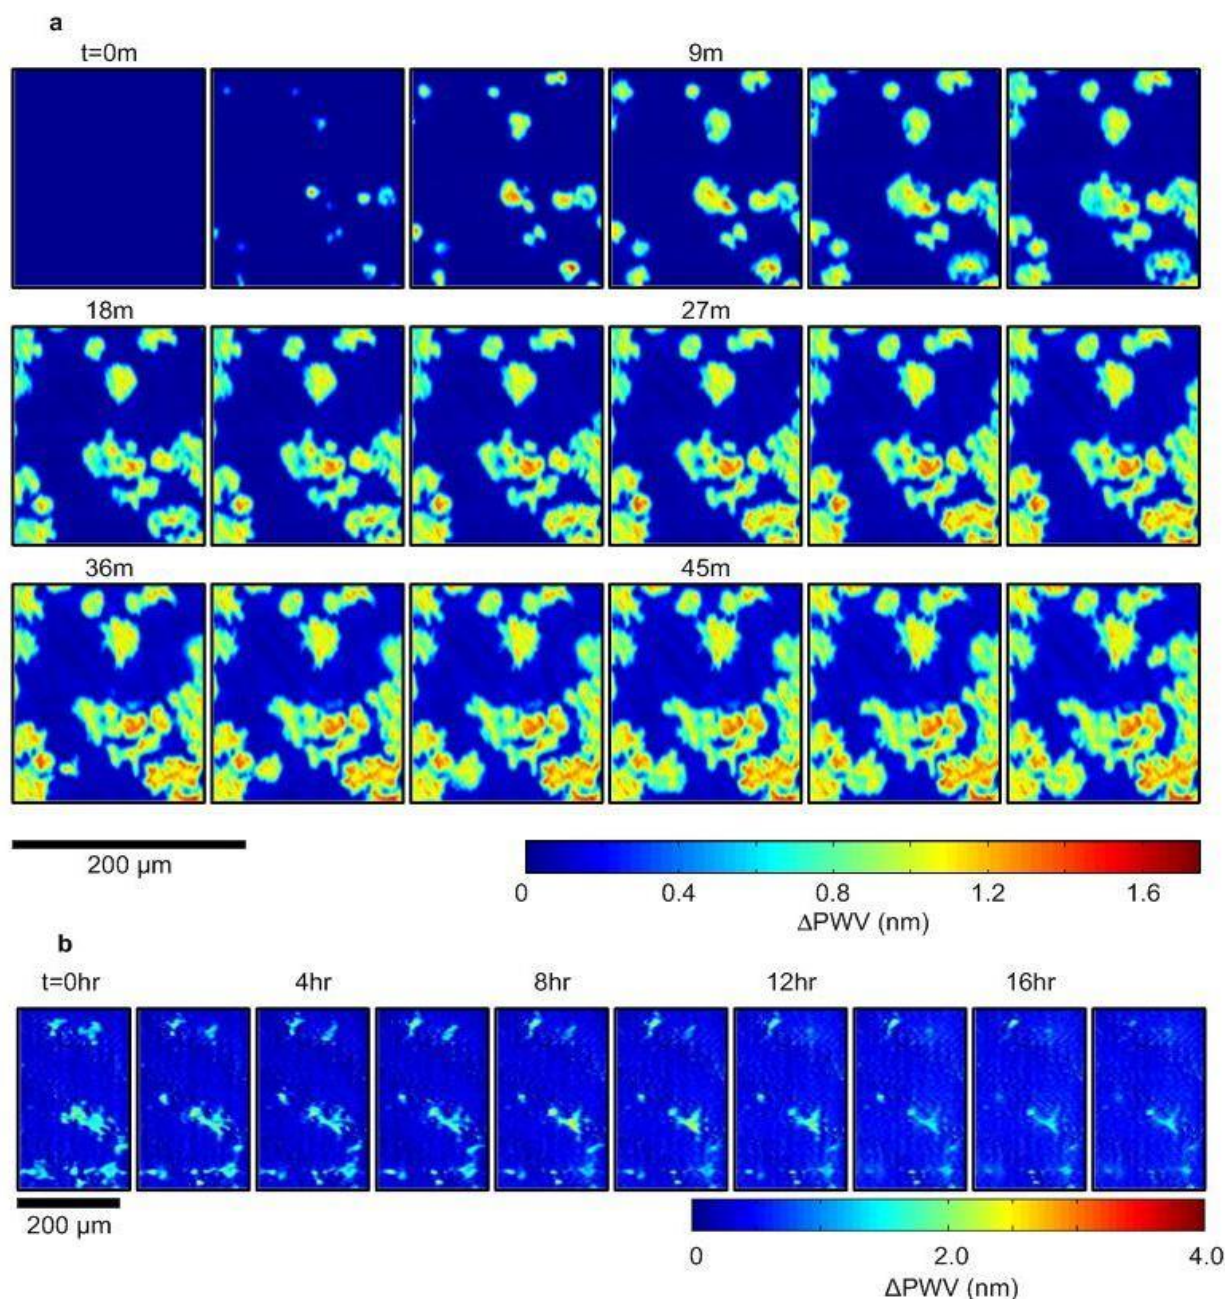 a
t=0m 9m
18m 27m
36m 45m
200 µm
0 0.4 0.8 1.2 1.6
ΔPWV (nm)
b
t=0hr 4hr 8hr 12hr 16hr
200 µm
0 2.0 4.0
ΔPWV (nm)